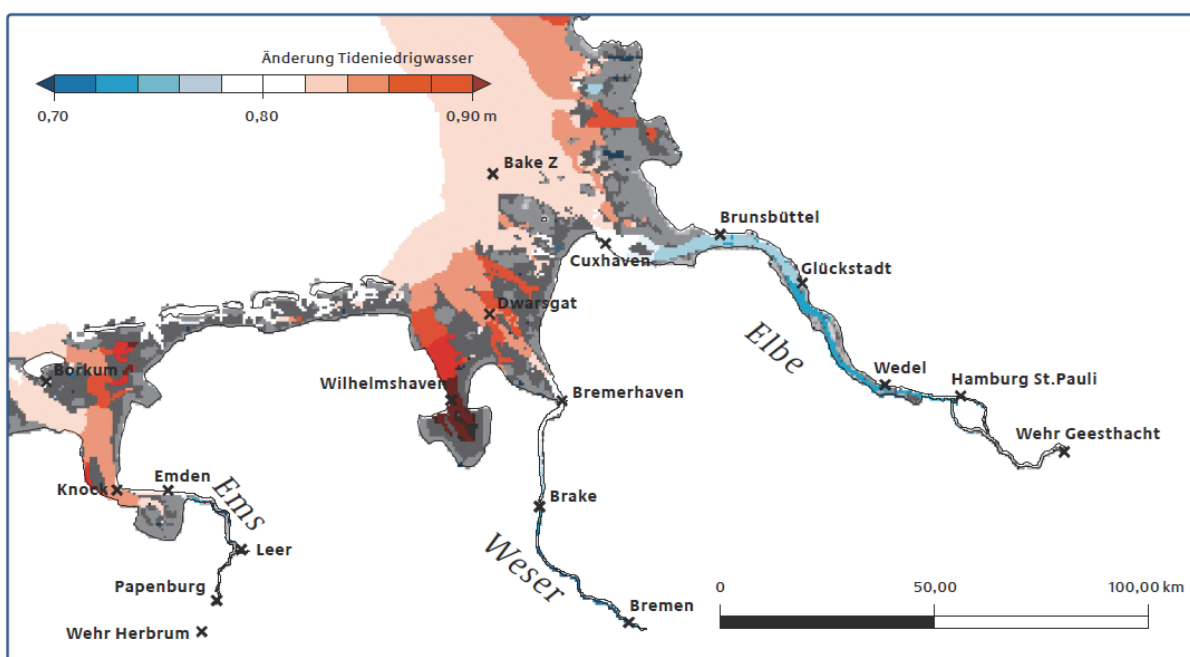 Änderung Tideniedrigwasser
0,70
0,80
0,90 m
Bake Z
Brunsbüttel
Cuxhaven
Glückstadt
Dwarsgat
Elbe
Borkum
Wilhelmshaven
Bremerhaven
Wedel
Hamburg St.Pauli
Wehr Geesthacht
Knock
Emden
Ems
Brake
Leer
Weser
Papenburg
0
50,00
100,00 km
Bremen
Wehr Herbrum